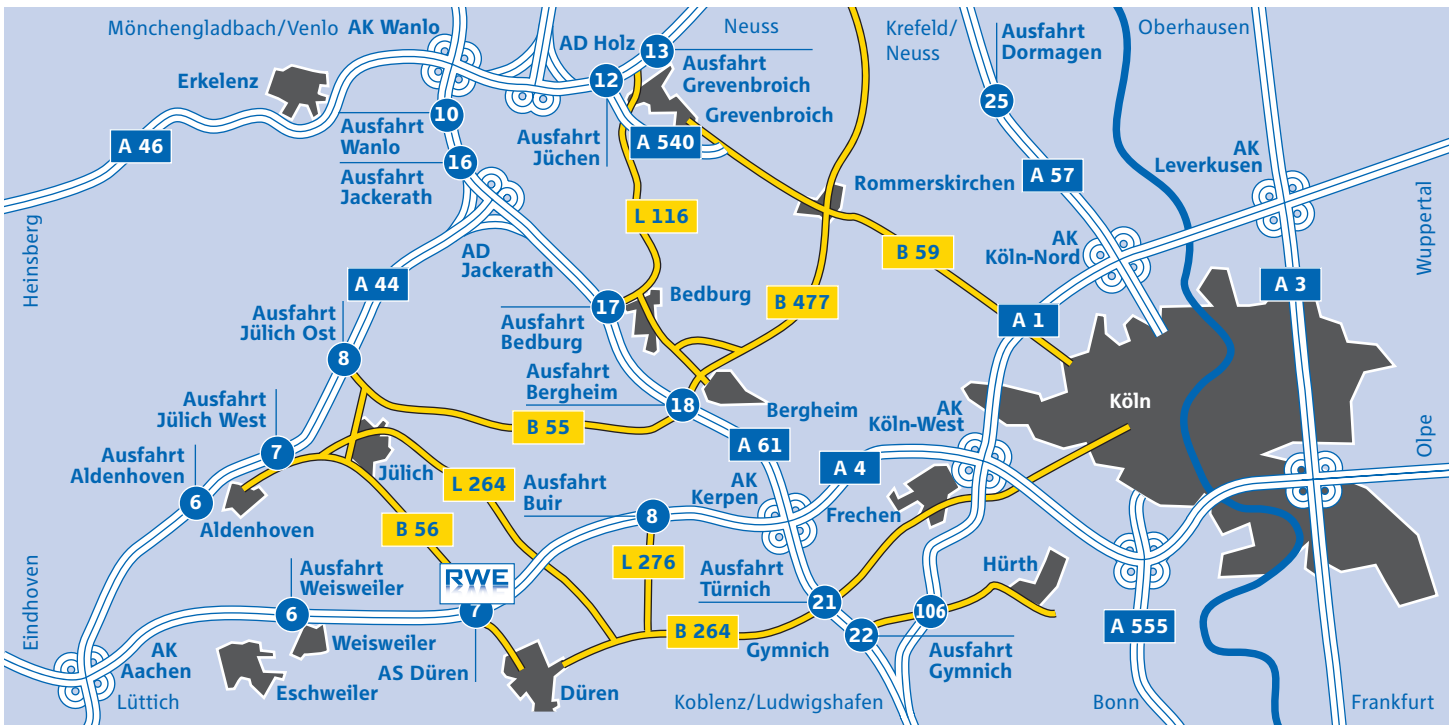 Mönchengladbach/Venlo
AK Wanlo
AD Holz
13
Neuss
Krefeld/
Neuss
Ausfahrt
Dormagen
Oberhausen
Erkelenz
12
Ausfahrt
Grevenbroich
Grevenbroich
25
10
Ausfahrt
Wanlo
Ausfahrt
Jüchen
A 540
A 46
16
Ausfahrt
Jackerath
AK
Leverkusen
Rommerskirchen
A 57
L 116
B 59
AK
Köln-Nord
Wuppertal
Heinsberg
AD
Jackerath
A 44
A 3
Bedburg
B 477
17
Ausfahrt
Bedburg
A 1
Ausfahrt
Jülich Ost
8
Ausfahrt
Bergheim
18
Bergheim
Köln
Ausfahrt
Jülich West
7
B 55
A 61
AK
Köln-West
Olpe
Ausfahrt
Aldenhoven
6
Jülich
L 264
Ausfahrt
Buir
8
AK
Kerpen
A 4
Frechen
Aldenhoven
B 56
L 276
Ausfahrt
Türnich
21
Hürth
Eindhoven
Ausfahrt
Weisweiler
6
RWE
7
106
22
B 264
Gymnich
Ausfahrt
Gymnich
A 555
Weisweiler
AK
Aachen
AS Düren
Eschweiler
Düren
Lüttich
Koblenz/Ludwigshafen
Bonn
Frankfurt